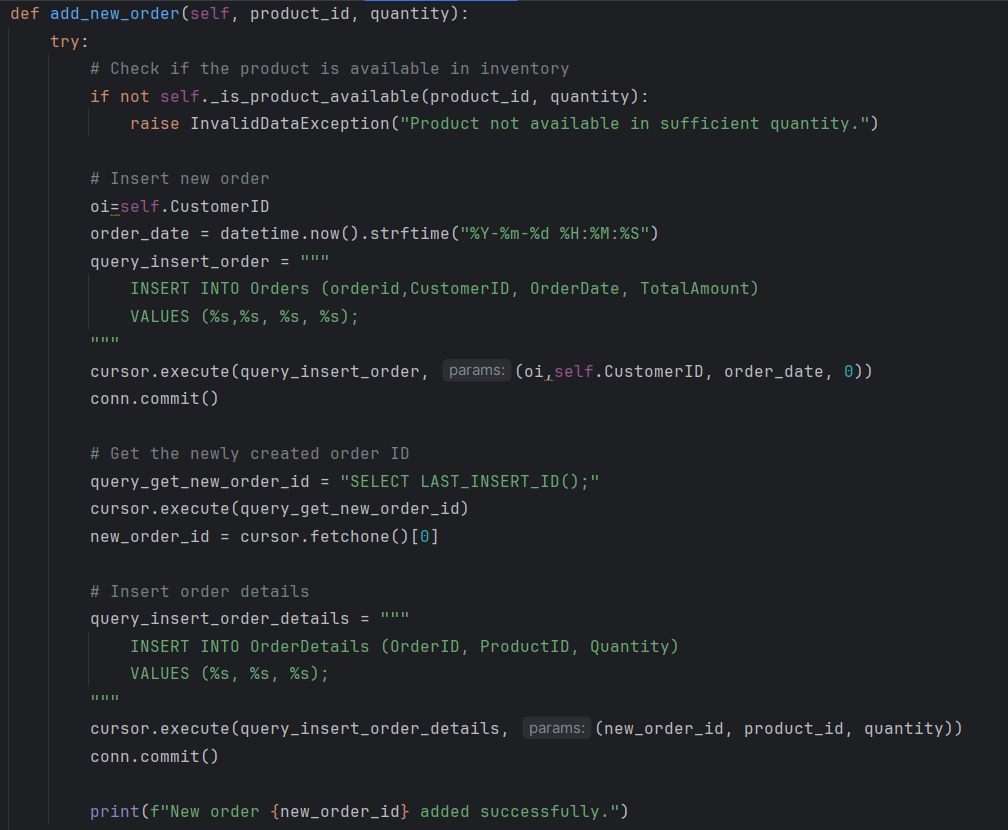 def add_new_order(self, product_id, quantity):
    try:
        # Check if the product is available in inventory
        if not self._is_product_available(product_id, quantity):
            raise InvalidDataException("Product not available in sufficient quantity.")

        # Insert new order
        oi=self.CustomerID
        order_date = datetime.now().strftime("%Y-%m-%d %H:%M:%S")
        query_insert_order = """
            INSERT INTO Orders (orderid,CustomerID, OrderDate, TotalAmount)
            VALUES (%s,%s, %s, %s);
        """
        cursor.execute(query_insert_order, params: (oi,self.CustomerID, order_date, 0))
        conn.commit()

        # Get the newly created order ID
        query_get_new_order_id = "SELECT LAST_INSERT_ID();"
        cursor.execute(query_get_new_order_id)
        new_order_id = cursor.fetchone()[0]

        # Insert order details
        query_insert_order_details = """
            INSERT INTO OrderDetails (OrderID, ProductID, Quantity)
            VALUES (%s, %s, %s);
        """
        cursor.execute(query_insert_order_details, params: (new_order_id, product_id, quantity))
        conn.commit()

        print(f"New order {new_order_id} added successfully.")